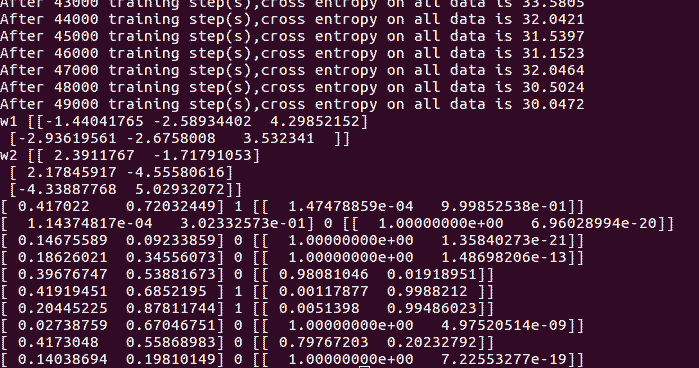 After 43000 training step(s),cross entropy on all data is 33.5805
After 44000 training step(s),cross entropy on all data is 32.0421
After 45000 training step(s),cross entropy on all data is 31.5397
After 46000 training step(s),cross entropy on all data is 31.1523
After 47000 training step(s),cross entropy on all data is 32.0464
After 48000 training step(s),cross entropy on all data is 30.5024
After 49000 training step(s),cross entropy on all data is 30.0472
w1 [[-1.44041765 -2.58934402  4.29852152]
 [-2.93619561 -2.6758008   3.532341  ]]
w2 [[ 2.3911767  -1.71791053]
 [ 2.17845917 -4.55580616]
 [-4.33887768  5.02932072]]
[ 0.417022    0.72032449] 1 [[  1.47478859e-04   9.99852538e-01]]
[  1.14374817e-04   3.02332573e-01] 0 [[  1.00000000e+00   6.96028994e-20]]
[ 0.14675589  0.09233859] 0 [[  1.00000000e+00   1.35840273e-21]]
[ 0.18626021  0.34556073] 0 [[  1.00000000e+00   1.48698206e-13]]
[ 0.39676747  0.53881673] 0 [[ 0.98081046  0.01918951]]
[ 0.41919451  0.6852195 ] 1 [[ 0.00117877  0.9988212 ]]
[ 0.20445225  0.87811744] 1 [[ 0.0051398   0.99486023]]
[ 0.02738759  0.67046751] 0 [[  1.00000000e+00   4.97520514e-09]]
[ 0.4173048   0.55868983] 0 [[ 0.79767203  0.20232792]]
[ 0.14038694  0.19810149] 0 [[  1.00000000e+00   7.22553277e-19]]